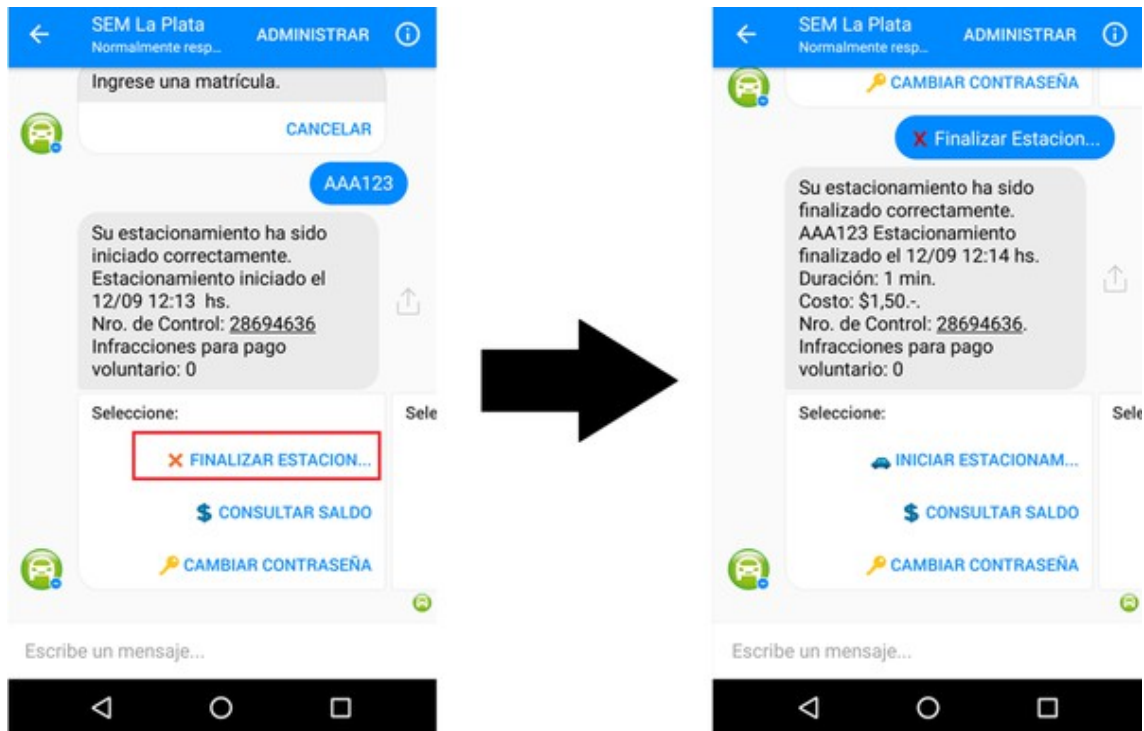 SEM La Plata
Normalmente resp...
ADMINISTRAR
Ingrese una matrícula.
CANCELAR
AAA123
Su estacionamiento ha sido
iniciado correctamente.
Estacionamiento iniciado el
12/09 12:13 hs.
Nro. de Control: 28694636
Infracciones para pago
voluntario: 0
Seleccione:
Sele
FINALIZAR ESTACION...
CONSULTAR SALDO
CAMBIAR CONTRASEÑA
Escribe un mensaje...
SEM La Plata
Normalmente resp...
ADMINISTRAR
CAMBIAR CONTRASEÑA
X Finalizar Estacion...
Su estacionamiento ha sido
finalizado correctamente.
AAA123 Estacionamiento
finalizado el 12/09 12:14 hs.
Duración: 1 min.
Costo: $1,50.-.
Nro. de Control: 28694636.
Infracciones para pago
voluntario: 0
Seleccione:
Sele
INICIAR ESTACIONAM...
CONSULTAR SALDO
CAMBIAR CONTRASEÑA
Escribe un mensaje...